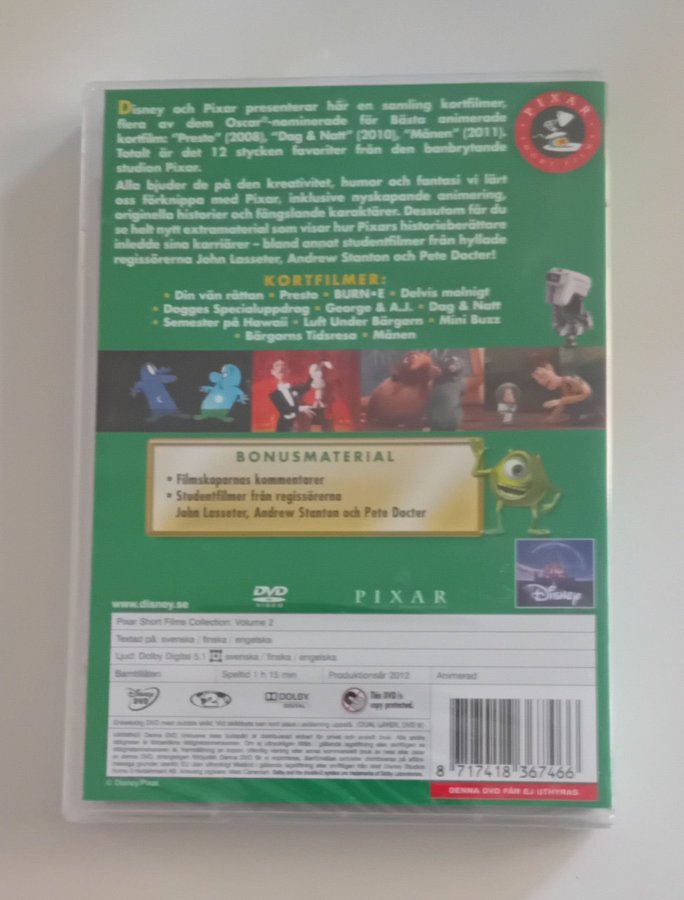 Disney och Pixar presenterar här en samling kortfilmer,
flera av dem Oscar®-nominerade för Bästa animerade
kortfilm: "Presto" (2008), "Dag & Natt" (2010), "Månen" (2011).
Totalt är det 12 stycken favoriter från den banbrytande
studion Pixar.
PIXAR
SHORT FILMS
Alla bjuder de på den kreativitet, humor och fantasi vi lärt
oss förknippa med Pixar, inklusive nyskapande animering,
originella historier och fängslande karaktärer. Dessutom får du
se helt nytt extramaterial som visar hur Pixars historieberättare
inledde sina karriärer – bland annat studentfilmer från hyllade
regissörerna John Lasseter, Andrew Stanton och Pete Docter!
KORTFILMER:
• Din vän råttan • Presto • BURN•E • Delvis molnigt
• Dogges Specialuppdrag • George & A.J. • Dag & Natt
• Semester på Hawaii • Luft Under Bärgarn • Mini Buzz
• Bärgarns Tidsresa • Månen
BONUSMATERIAL
• Filmskaparnas kommentarer
• Studentfilmer från regissörerna
John Lasseter, Andrew Stanton och Pete Docter
www.disney.se
DVD
VIDEO
PIXAR
Disney
Pixar Short Films Collection: Volume 2
Textad på: svenska / finska / engelska
Ljud: Dolby Digital 5.1 svenska / finska / engelska
Barntillåten Speltid 1 h 15 min Produktionsår 2012 Animerad
Disney
DVD
DOLBY
DIGITAL
This DVD is
copy protected.
8 717418 367466
DENNA DVD FÅR EJ UTHYRAS
© Disney/Pixar